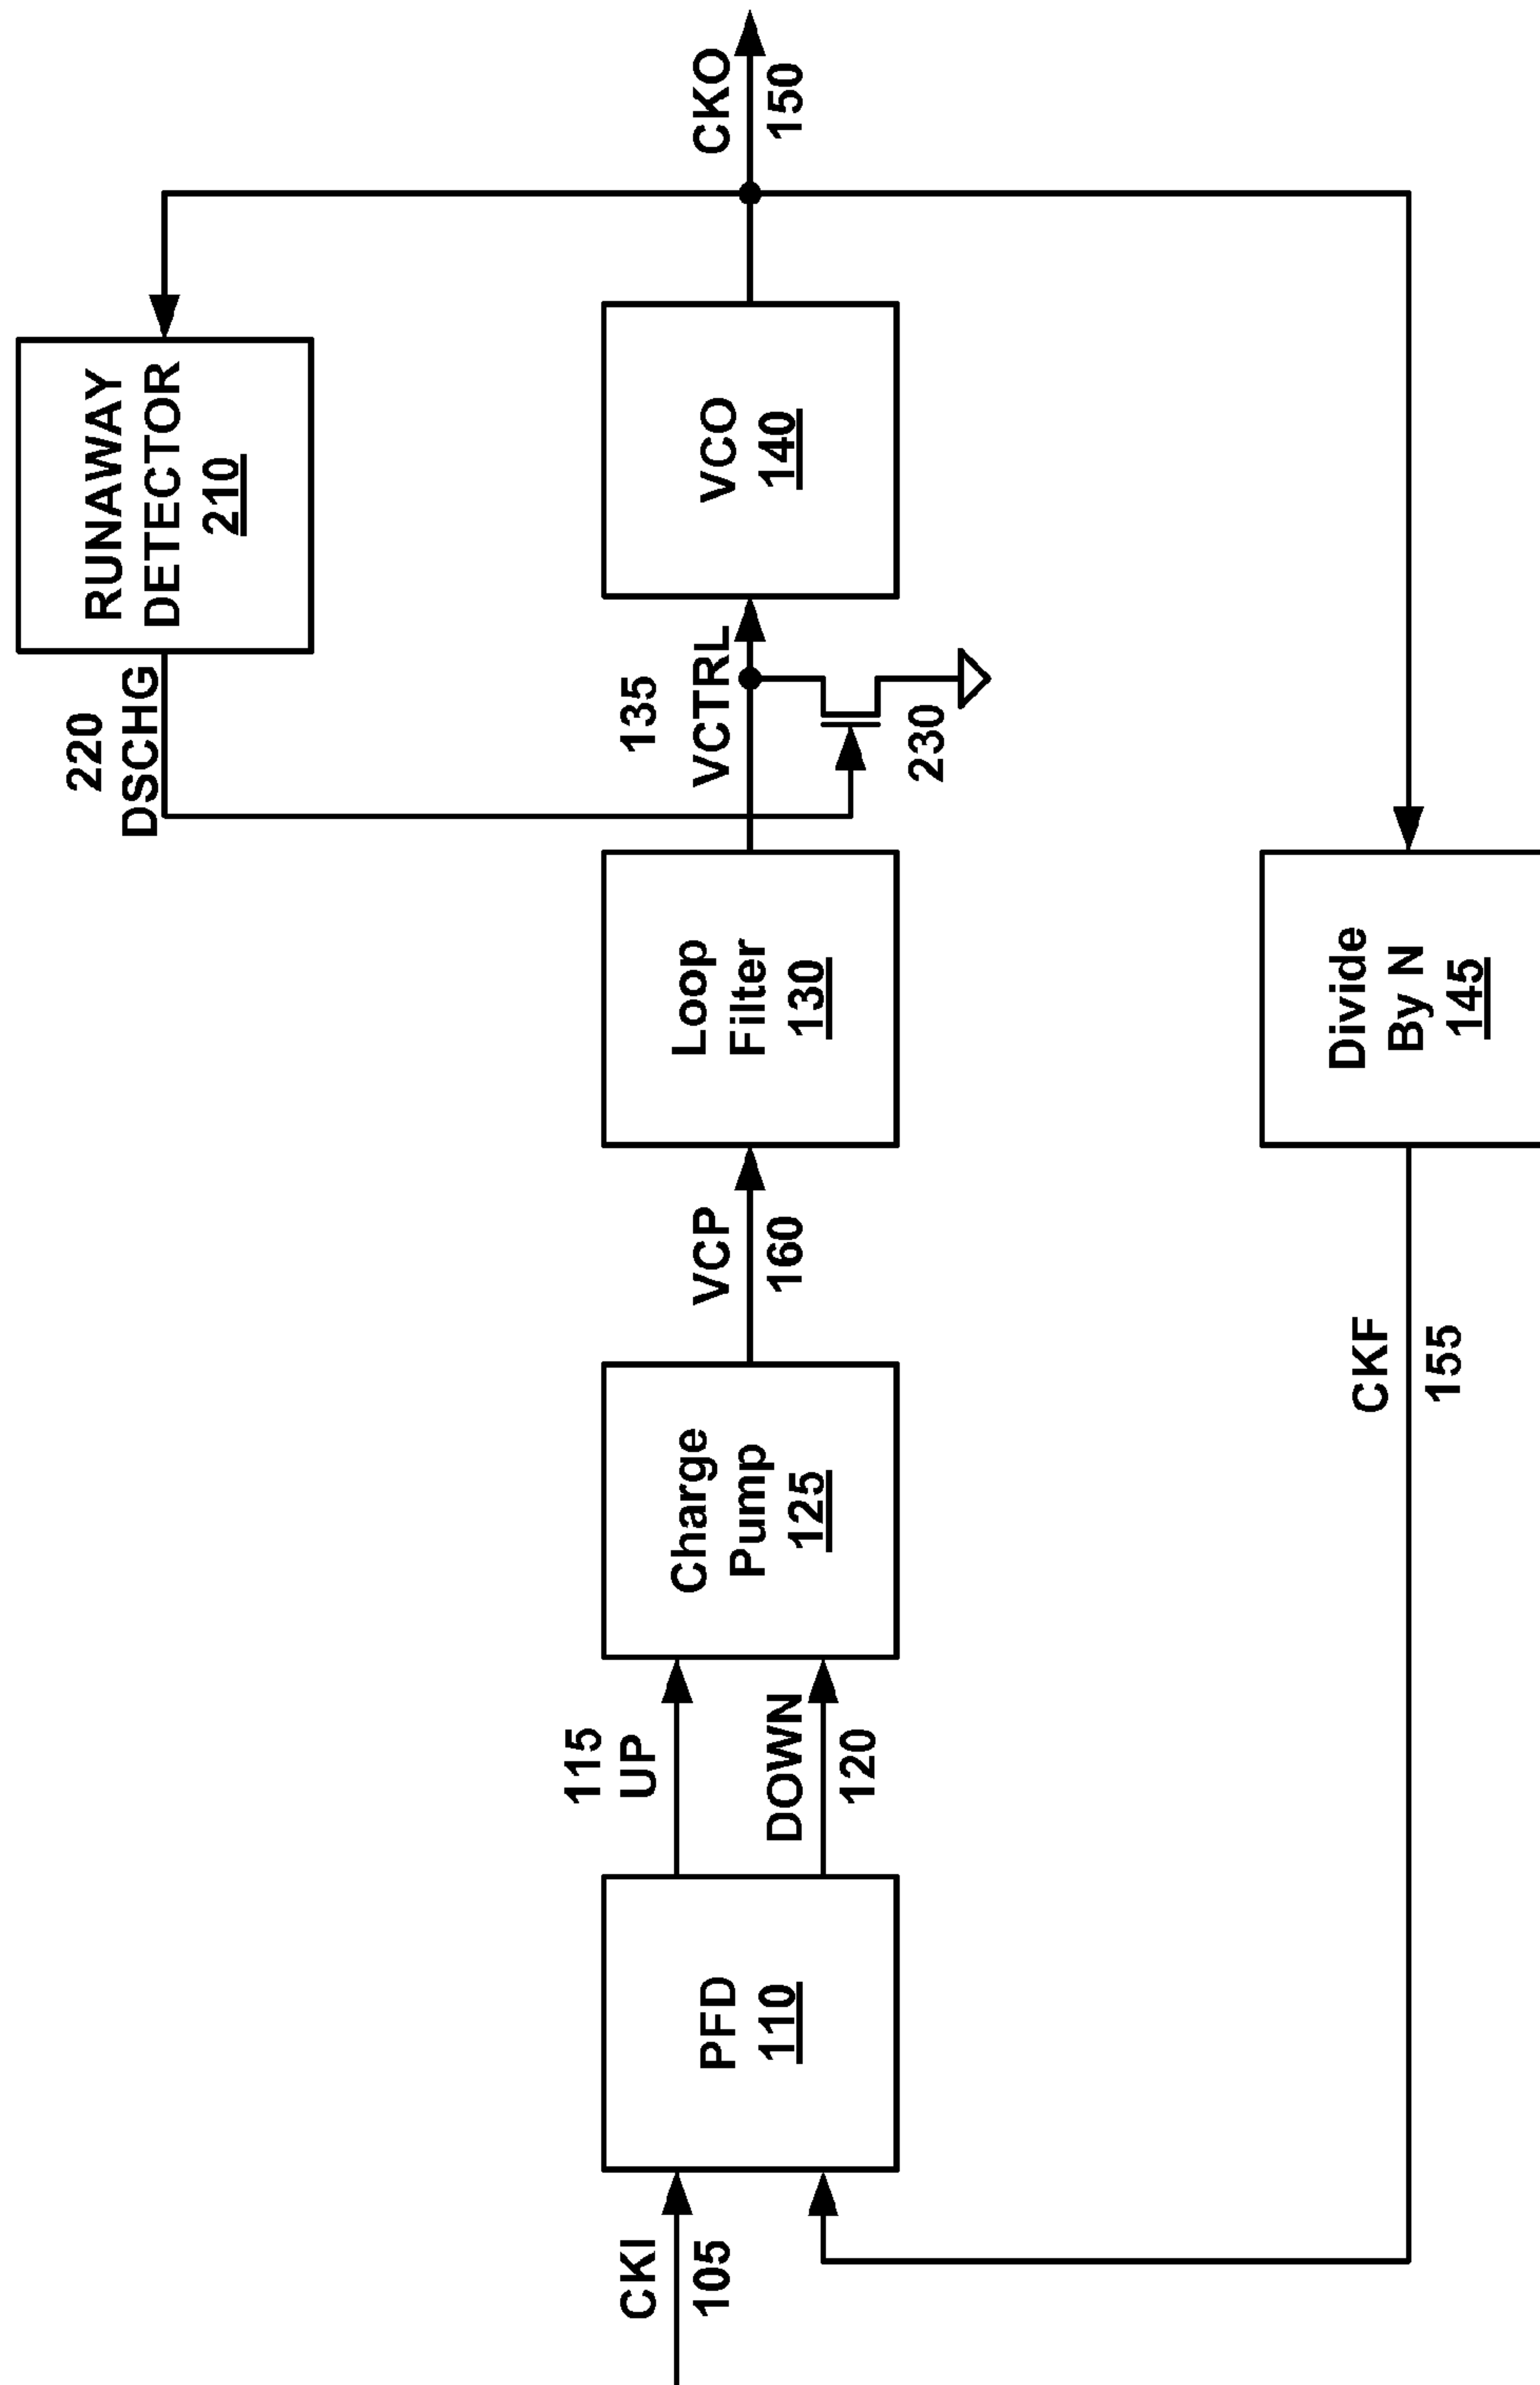 220
DSCHG
RUNAWAY
DETECTOR
210
CKI
105
PFD
110
115
UP
DOWN
120
Charge
Pump
125
VCP
160
Loop
Filter
130
135
VCTRL
230
VCO
140
CKO
150
CKF
155
Divide
By N
145